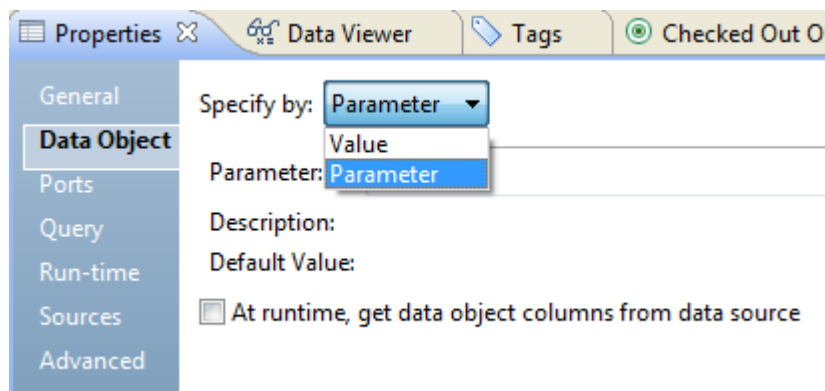 Properties Data Viewer Tags Checked Out O
General
Data Object
Ports
Query
Run-time
Sources
Advanced
Specify by: Parameter
Value
Parameter
Parameter:
Description:
Default Value:
At runtime, get data object columns from data source